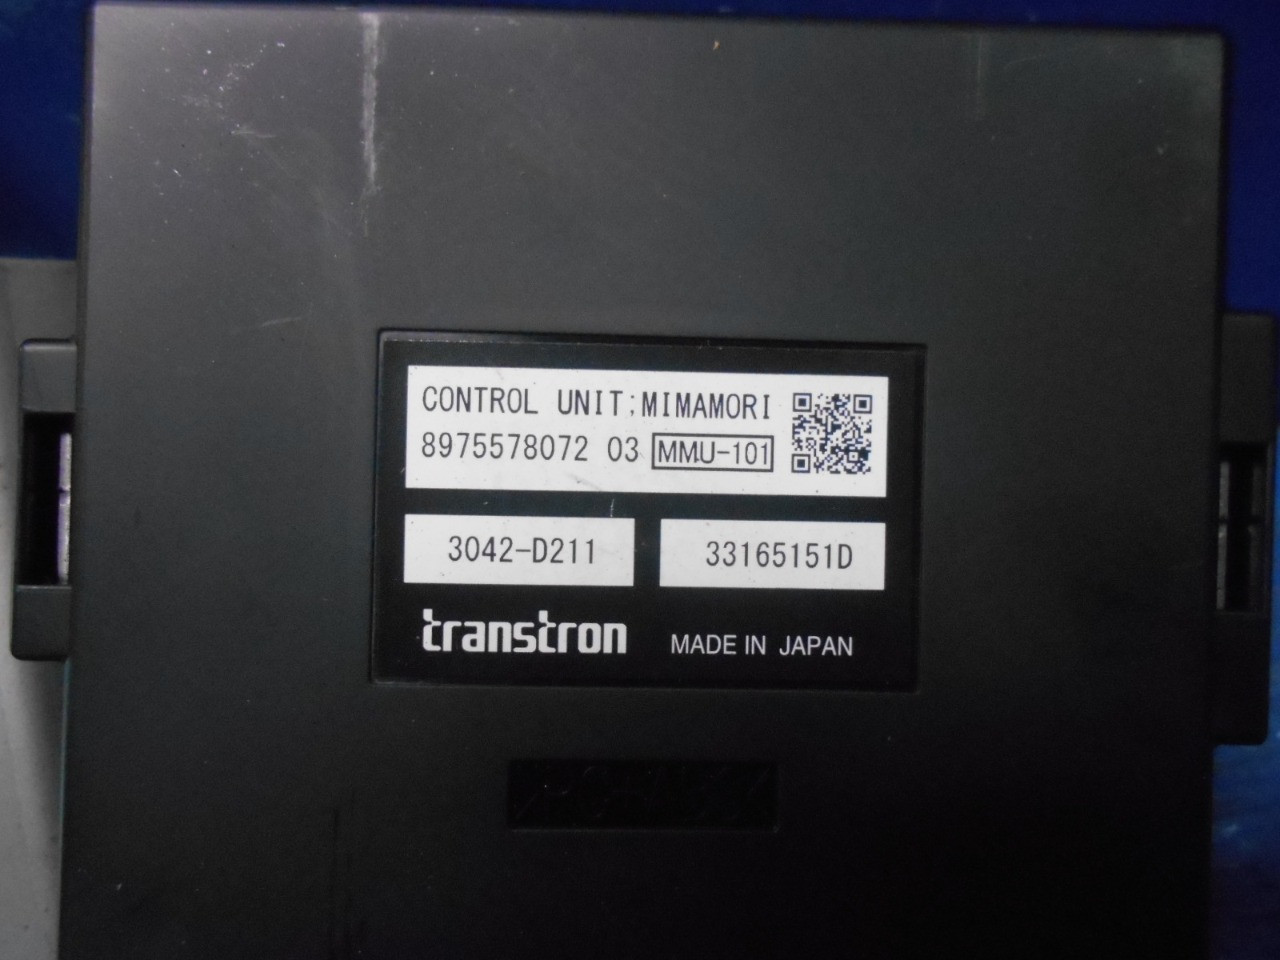 CONTROL UNIT;MIMAMORI
8975578072 03 MMU-101
3042-D211 33165151D
transtron MADE IN JAPAN